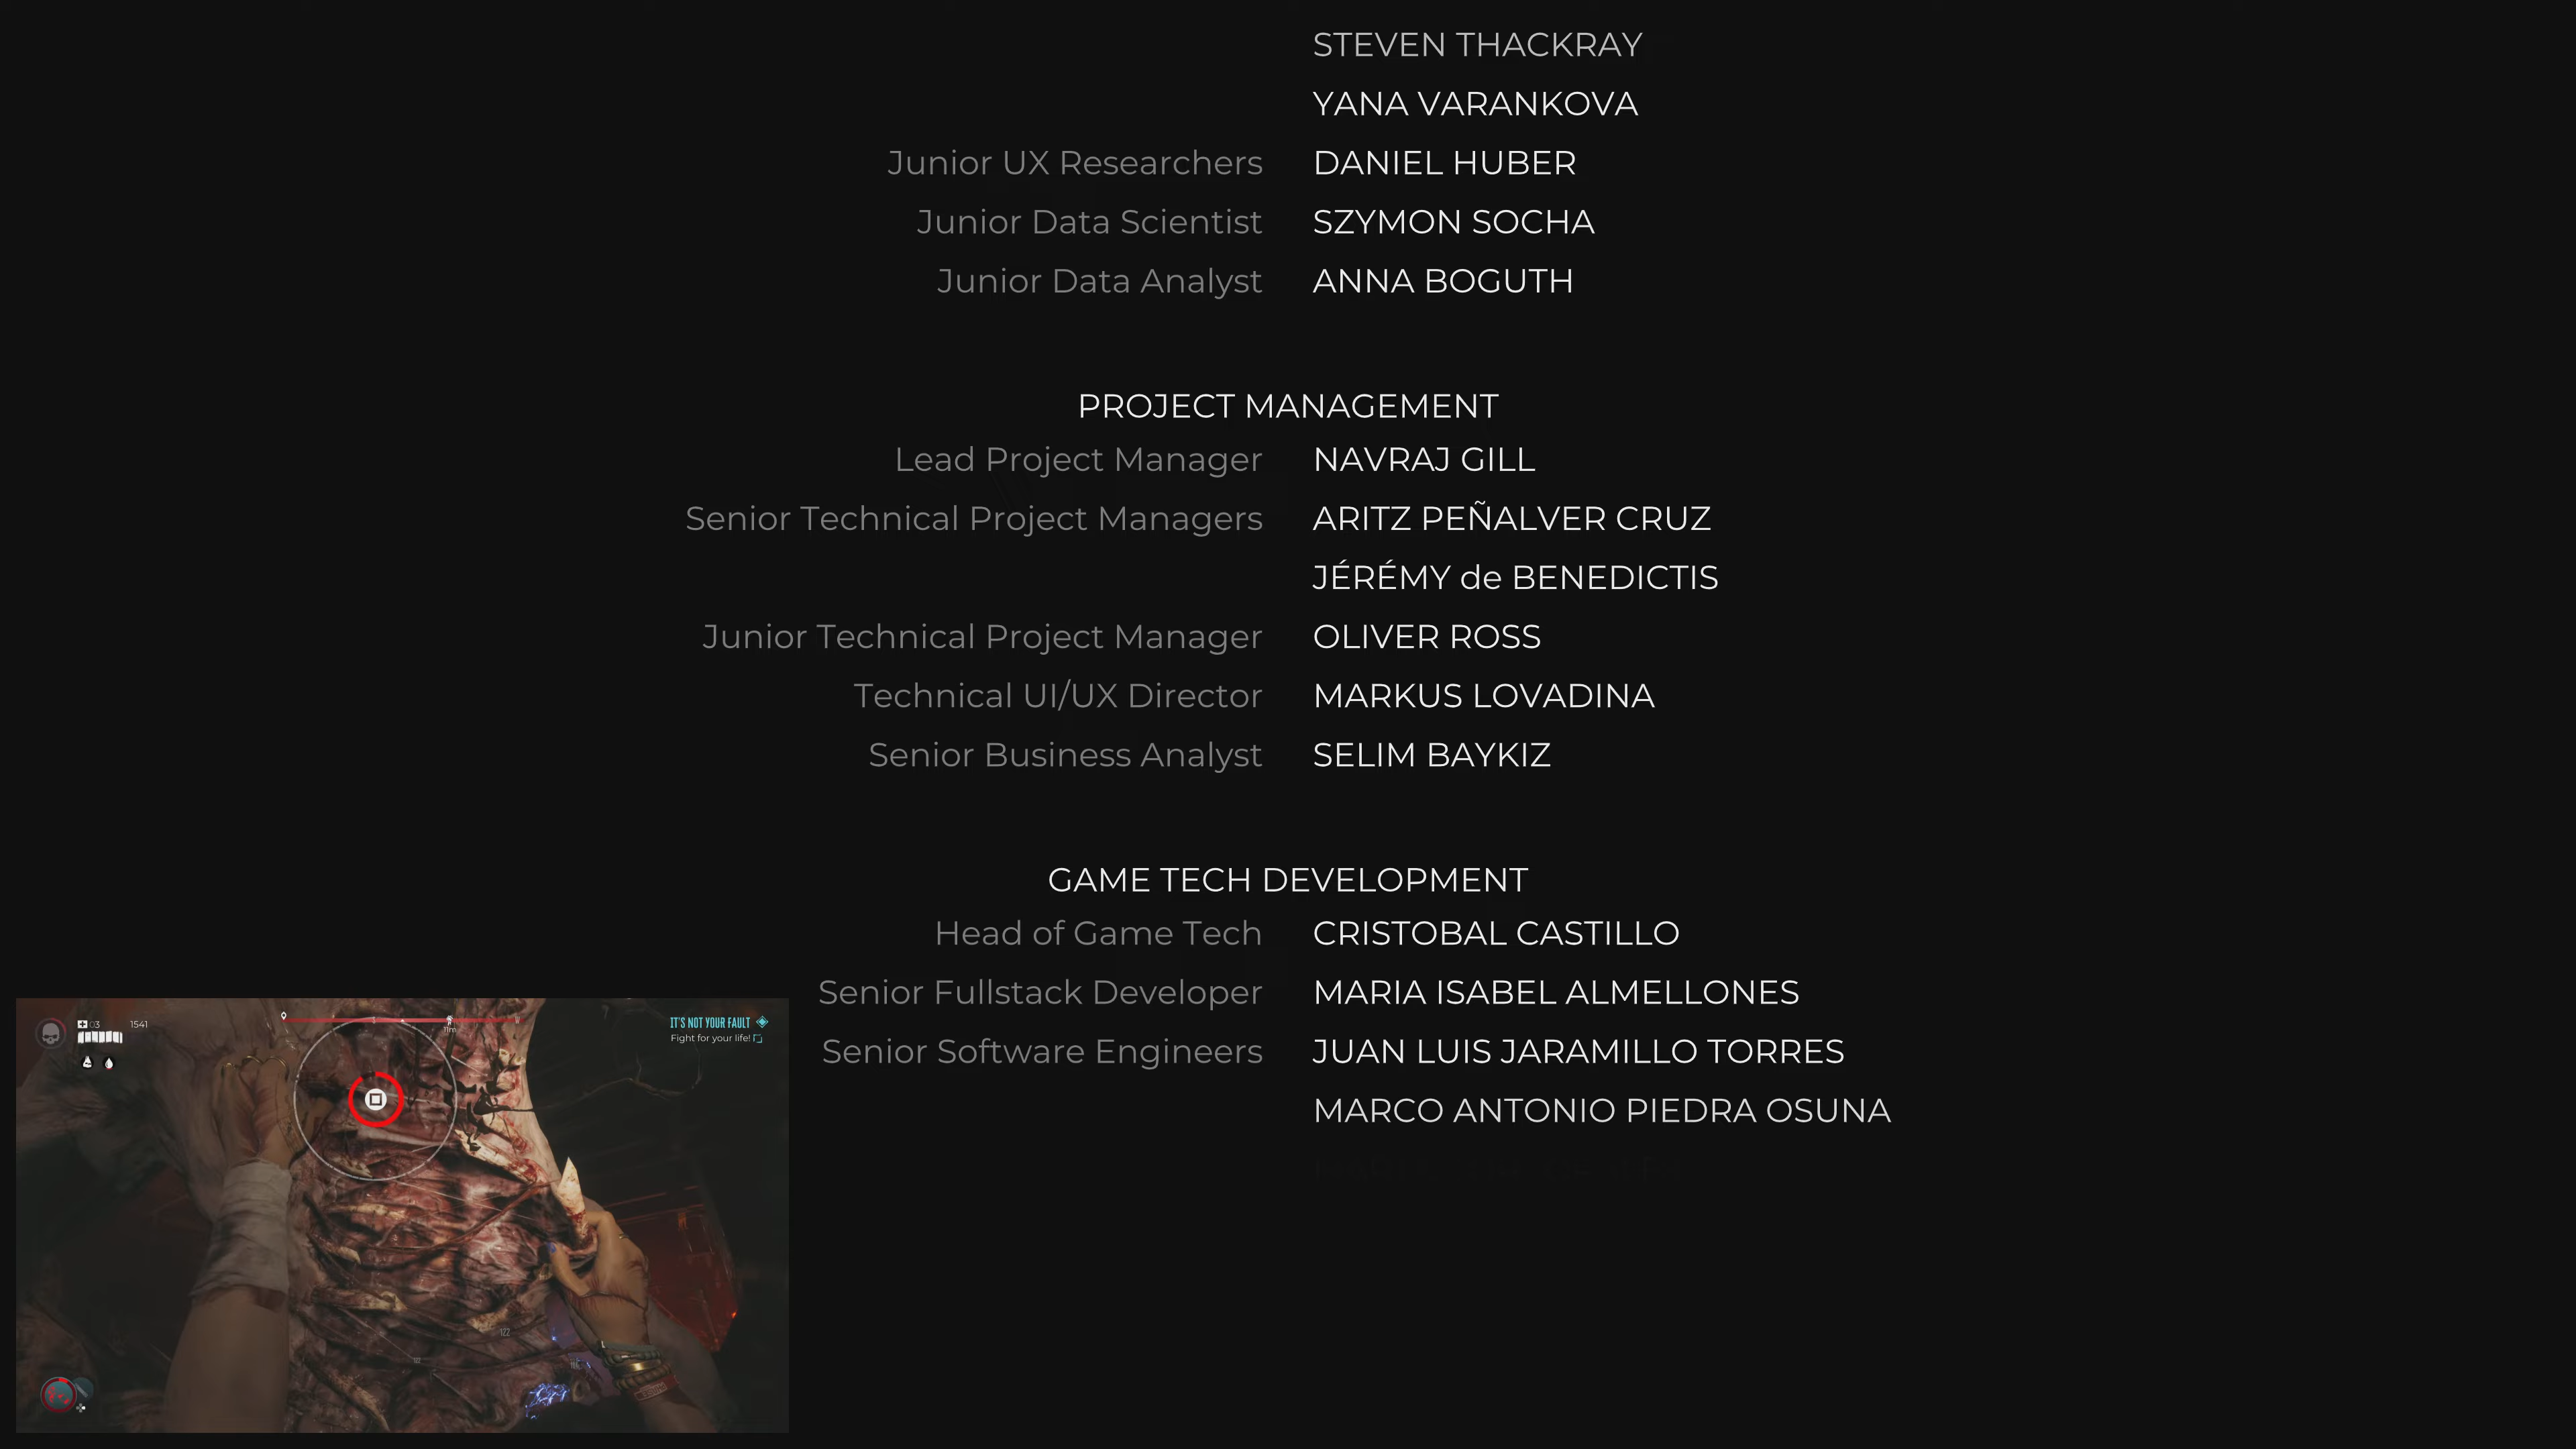 STEVEN THACKRAY
YANA VARANKOVA
Junior UX Researchers DANIEL HUBER
Junior Data Scientist SZYMON SOCHA
Junior Data Analyst ANNA BOGUTH
PROJECT MANAGEMENT
Lead Project Manager NAVRAJ GILL
Senior Technical Project Managers ARITZ PEÑALVER CRUZ
JÉRÉMY de BENEDICTIS
Junior Technical Project Manager OLIVER ROSS
Technical UI/UX Director MARKUS LOVADINA
Senior Business Analyst SELIM BAYKIZ
GAME TECH DEVELOPMENT
Head of Game Tech CRISTOBAL CASTILLO
Senior Fullstack Developer MARIA ISABEL ALMELLONES
Senior Software Engineers JUAN LUIS JARAMILLO TORRES
MARCO ANTONIO PIEDRA OSUNA
03 1541
11m
IT'S NOT YOUR FAULT
Fight for your life!
122